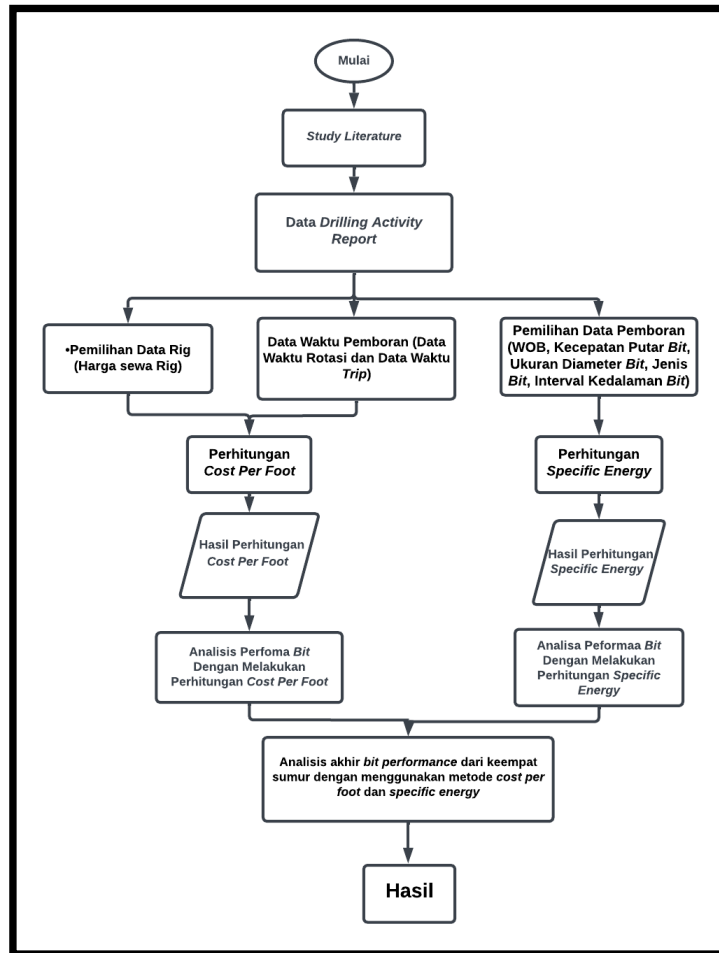 Mulai
Study Literature
Data Drilling Activity
Report
•Pemilihan Data Rig
(Harga sewa Rig)
Data Waktu Pemboran (Data
Waktu Rotasi dan Data Waktu
Trip)
Pemilihan Data Pemboran
(WOB, Kecepatan Putar Bit,
Ukuran Diameter Bit, Jenis
Bit, Interval Kedalaman Bit)
Perhitungan
Cost Per Foot
Perhitungan
Specific Energy
Hasil Perhitungan
Cost Per Foot
Hasil Perhitungan
Specific Energy
Analisis Perfoma Bit
Dengan Melakukan
Perhitungan Cost Per Foot
Analisa Peformaa Bit
Dengan Melakukan
Perhitungan Specific
Energy
Analisis akhir bit performance dari keempat
sumur dengan menggunakan metode cost per
foot dan specific energy
Hasil